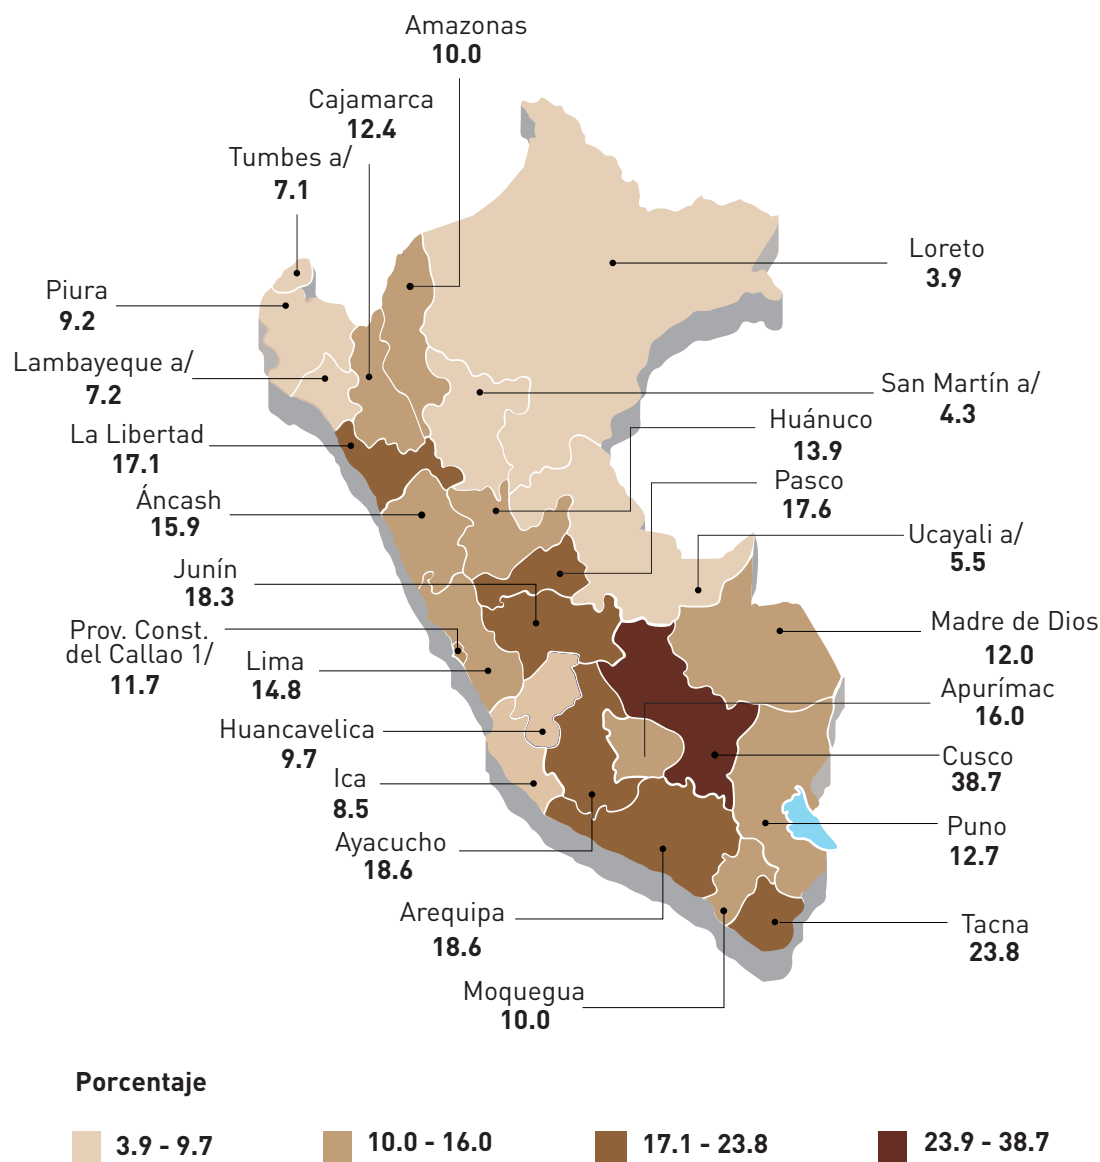 Amazonas
10.0
Cajamarca
12.4
Tumbes a/
7.1
Loreto
3.9
Piura
9.2
Lambayeque a/
7.2
San Martín a/
4.3
La Libertad
17.1
Huánuco
13.9
Pasco
17.6
Áncash
15.9
Ucayali a/
5.5
Junín
18.3
Prov. Const.
del Callao 1/
11.7
Madre de Dios
12.0
Lima
14.8
Apurímac
16.0
Huancavelica
9.7
Cusco
38.7
Ica
8.5
Puno
12.7
Ayacucho
18.6
Arequipa
18.6
Tacna
23.8
Moquegua
10.0
Porcentaje
3.9 - 9.7
10.0 - 16.0
17.1 - 23.8
23.9 - 38.7